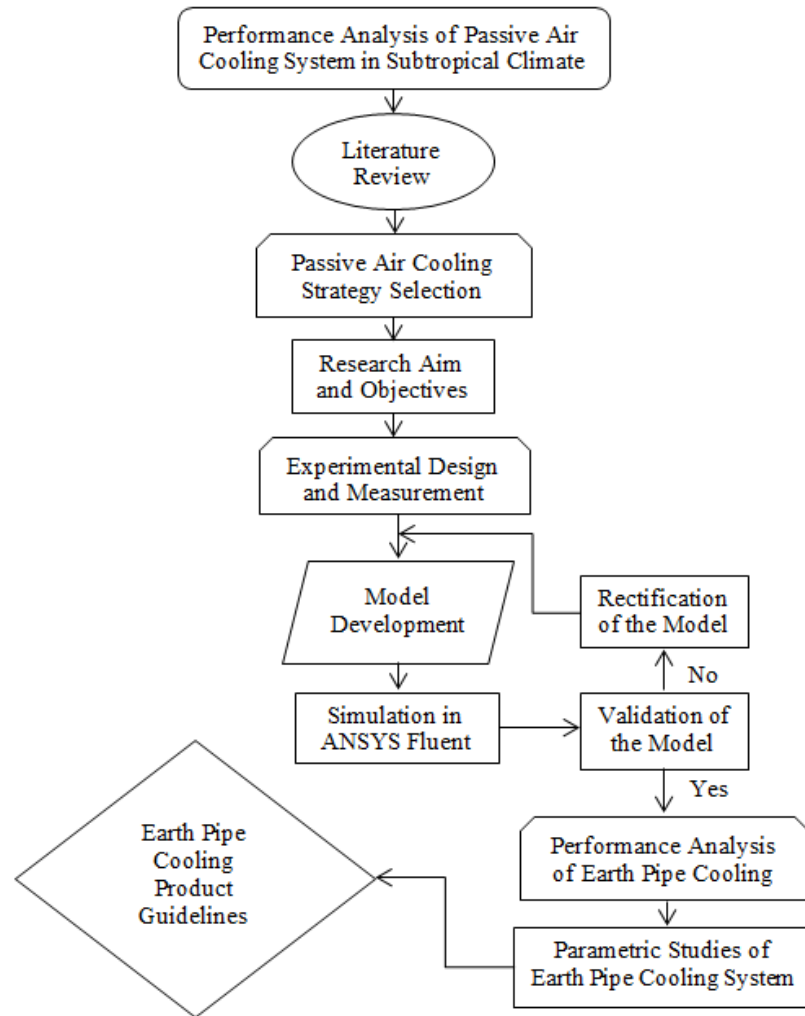 Performance Analysis of Passive Air
Cooling System in Subtropical Climate
Literature
Review
Passive Air Cooling
Strategy Selection
Research Aim
and Objectives
Experimental Design
and Measurement
Model
Development
Rectification
of the Model
No
Simulation in
ANSYS Fluent
Validation of
the Model
Yes
Performance Analysis
of Earth Pipe Cooling
Parametric Studies of
Earth Pipe Cooling System
Earth Pipe
Cooling
Product
Guidelines